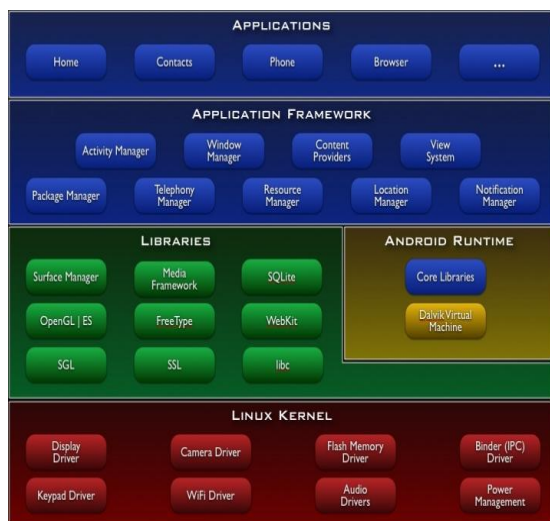 APPLICATIONS
Home
Contacts
Phone
Browser
...
APPLICATION FRAMEWORK
Activity Manager
Window
Manager
Content
Providers
View
System
Package Manager
Telephony
Manager
Resource
Manager
Location
Manager
Notification
Manager
LIBRARIES
Surface Manager
Media
Framework
SQLite
OpenGL | ES
FreeType
WebKit
SGL
SSL
libc
ANDROID RUNTIME
Core Libraries
Dalvik Virtual
Machine
LINUX KERNEL
Display
Driver
Camera Driver
Flash Memory
Driver
Binder (IPC)
Driver
Keypad Driver
WiFi Driver
Audio
Drivers
Power
Management